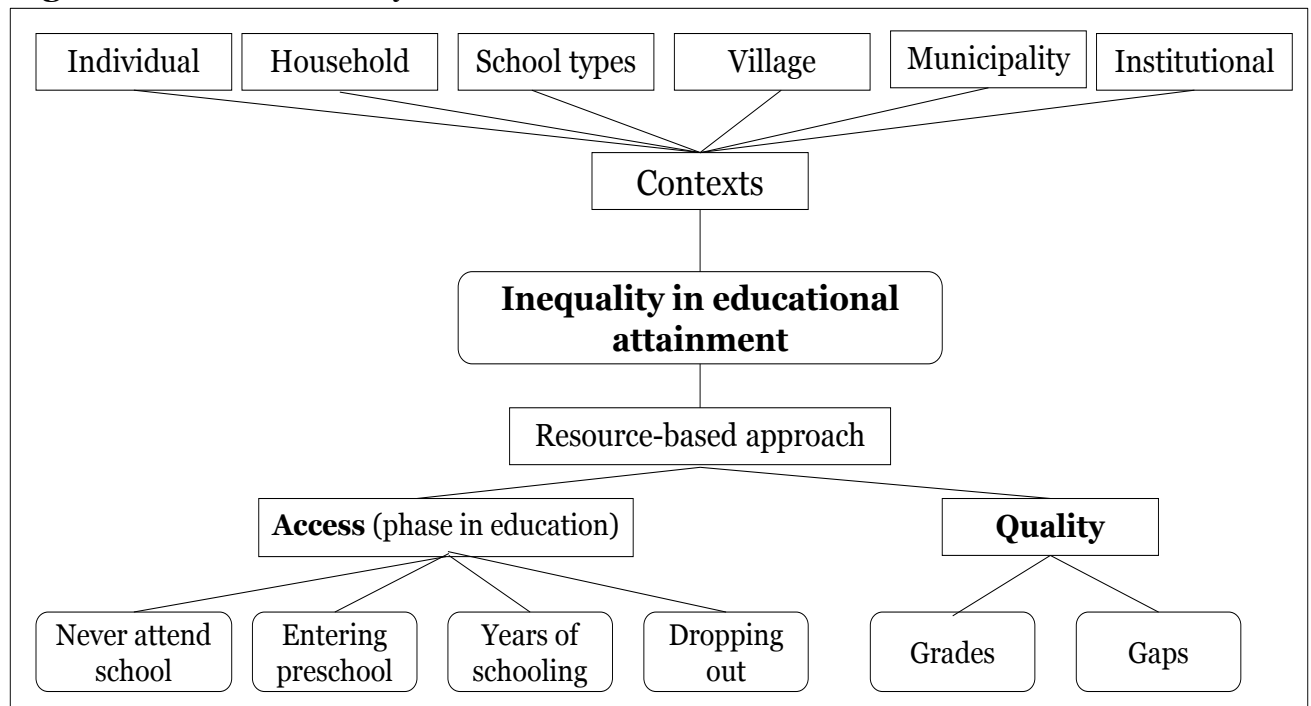 Individual
Household
School types
Village
Municipality
Institutional
Contexts
Inequality in educational
attainment
Resource-based approach
Access (phase in education)
Quality
Never attend
school
Entering
preschool
Years of
schooling
Dropping
out
Grades
Gaps